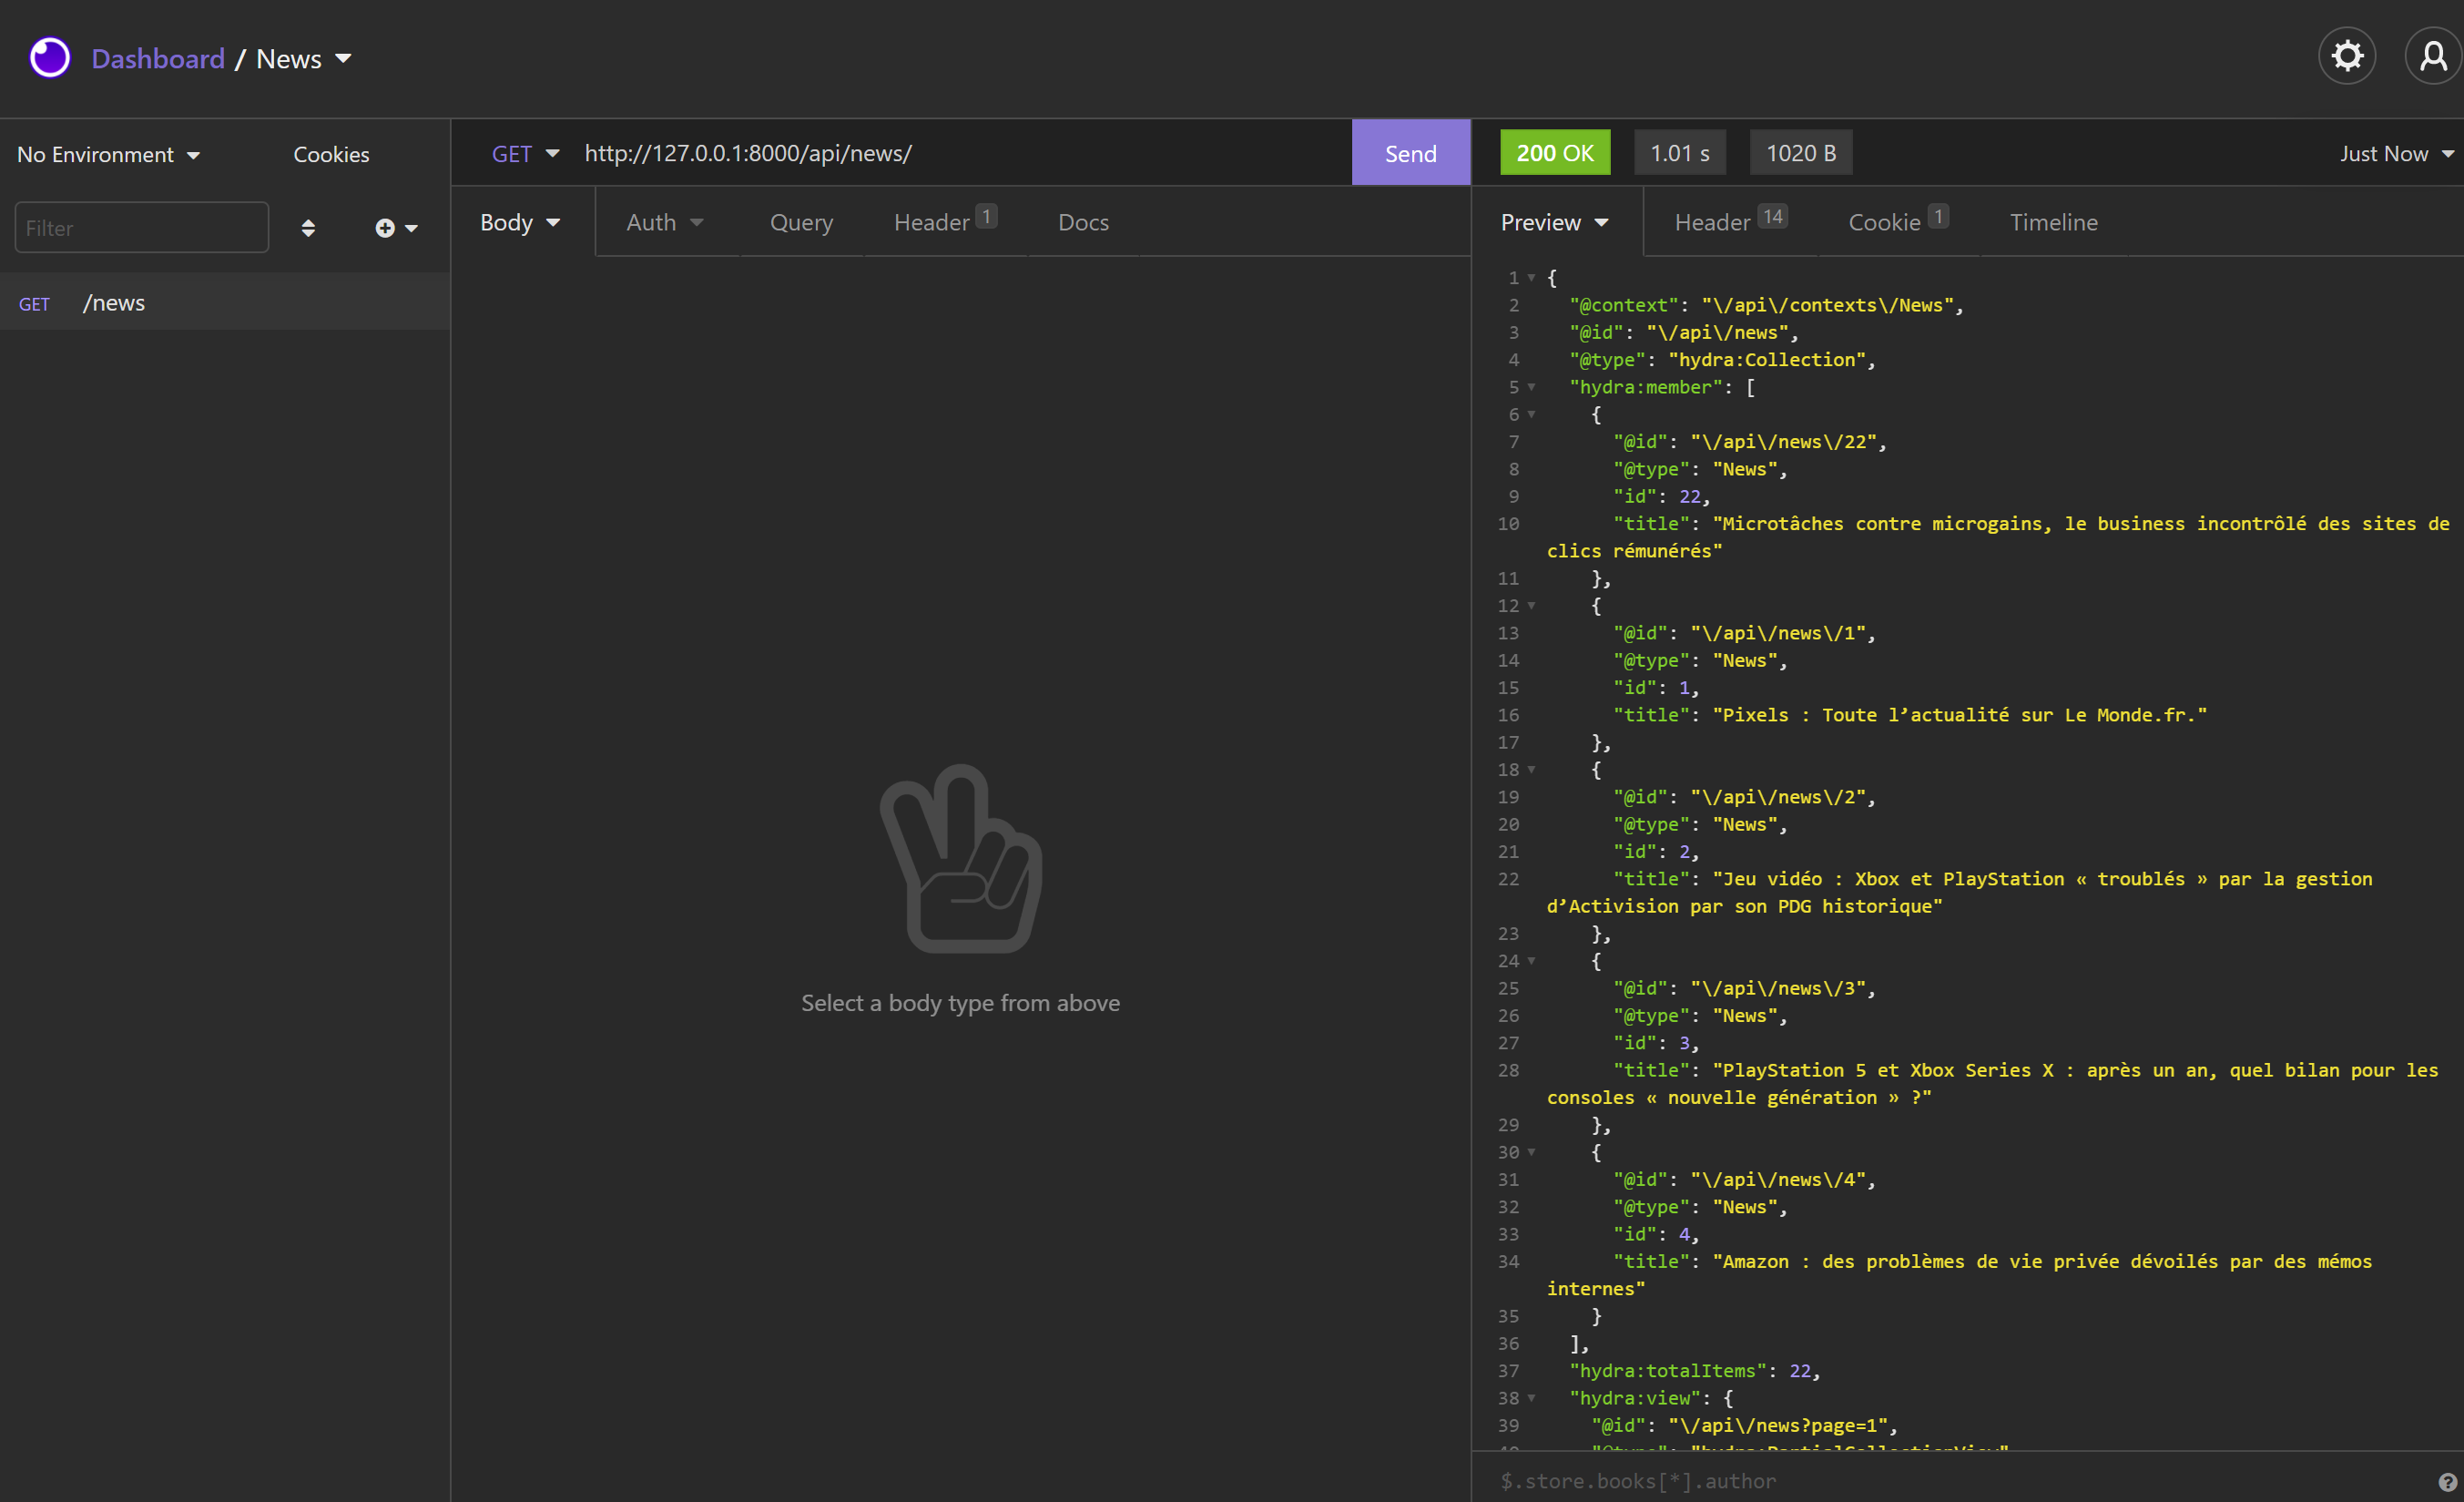 Dashboard / News
No Environment
Cookies
GET http://127.0.0.1:8000/api/news/
Send
200 OK
1.01 s
1020 B
Just Now
Filter
Body
Auth
Query
Header 1
Docs
Preview
Header 14
Cookie 1
Timeline
GET /news
Select a body type from above
1 {
2 "@context": "\/api\/contexts\/News",
3 "@id": "\/api\/news",
4 "@type": "hydra:Collection",
5 "hydra:member": [
6 {
7 "@id": "\/api\/news\/22",
8 "@type": "News",
9 "id": 22,
10 "title": "Microtâches contre microgains, le business incontrôlé des sites de
clics rémunérés"
11 },
12 {
13 "@id": "\/api\/news\/1",
14 "@type": "News",
15 "id": 1,
16 "title": "Pixels : Toute l’actualité sur Le Monde.fr."
17 },
18 {
19 "@id": "\/api\/news\/2",
20 "@type": "News",
21 "id": 2,
22 "title": "Jeu vidéo : Xbox et PlayStation « troublés » par la gestion
d’Activision par son PDG historique"
23 },
24 {
25 "@id": "\/api\/news\/3",
26 "@type": "News",
27 "id": 3,
28 "title": "PlayStation 5 et Xbox Series X : après un an, quel bilan pour les
consoles « nouvelle génération » ?"
29 },
30 {
31 "@id": "\/api\/news\/4",
32 "@type": "News",
33 "id": 4,
34 "title": "Amazon : des problèmes de vie privée dévoilés par des mémos
internes"
35 }
36 ],
37 "hydra:totalItems": 22,
38 "hydra:view": {
39 "@id": "\/api\/news?page=1",
40 "@type": "hydra:PartialCollectionView"
$.store.books[*].author